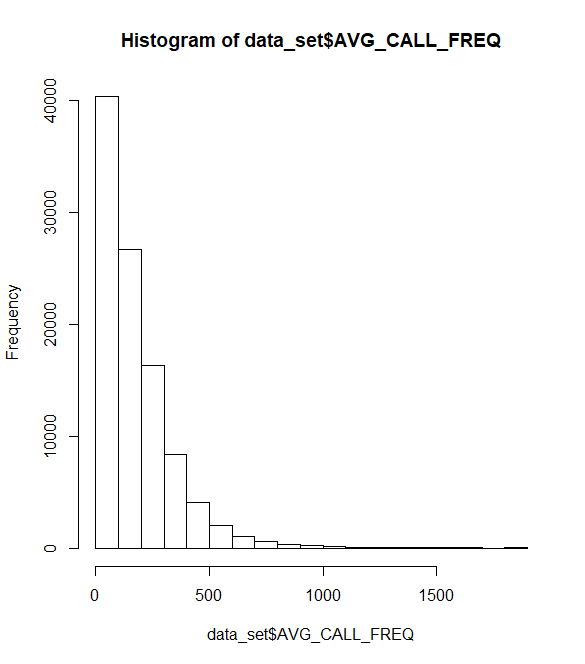 Histogram of data_set$AVG_CALL_FREQ
Frequency
40000
30000
20000
10000
0
0 500 1000 1500
data_set$AVG_CALL_FREQ